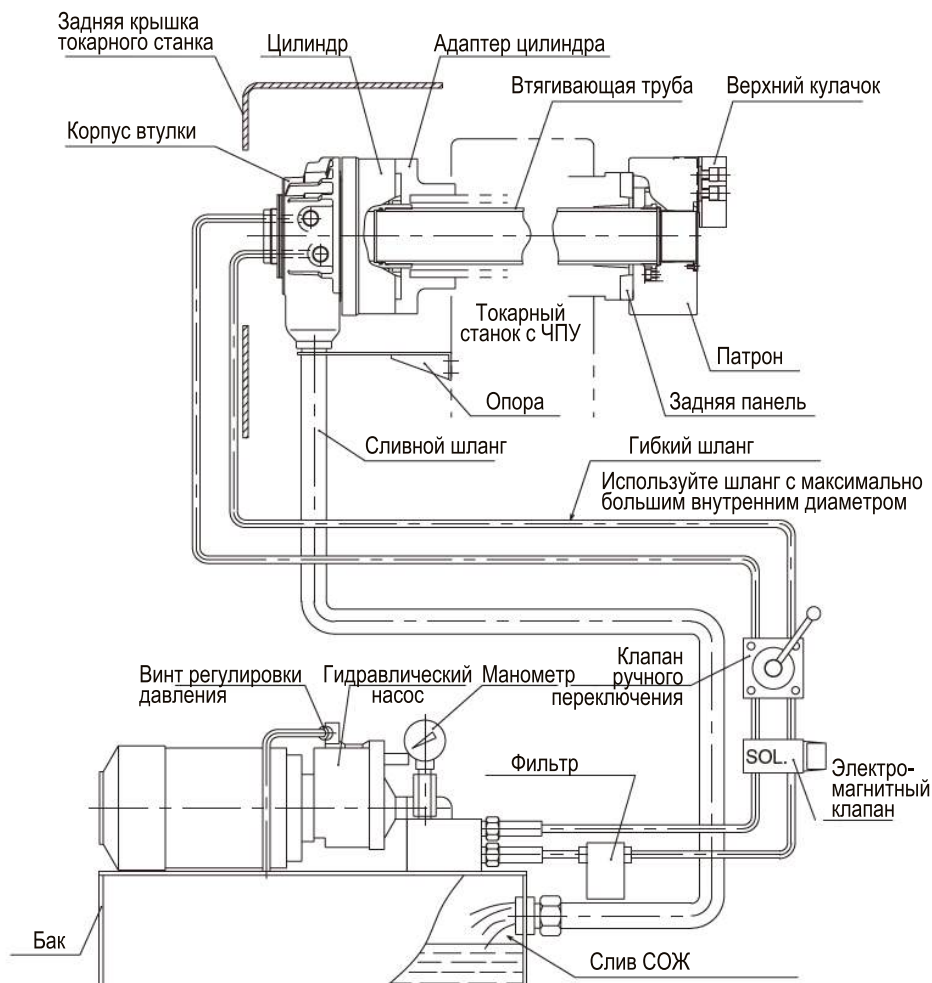 Задняя крышка
токарного станка
Цилиндр
Адаптер цилиндра
Втягивающая труба
Верхний кулачок
Корпус втулки
Токарный
станок с ЧПУ
Патрон
Опора
Задняя панель
Сливной шланг
Гибкий шланг
Используйте шланг с максимально
большим внутренним диаметром
Винт регулировки
давления
Гидравлический
насос
Манометр
Клапан
ручного
переключения
SOL.
Фильтр
Электро-
магнитный
клапан
Бак
Слив СОЖ